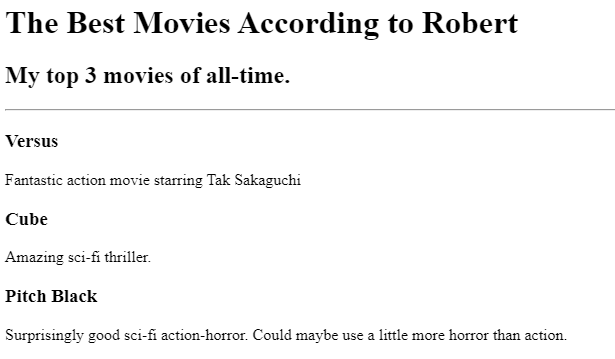 The Best Movies According to Robert
My top 3 movies of all-time.
Versus
Fantastic action movie starring Tak Sakaguchi
Cube
Amazing sci-fi thriller.
Pitch Black
Surprisingly good sci-fi action-horror. Could maybe use a little more horror than action.